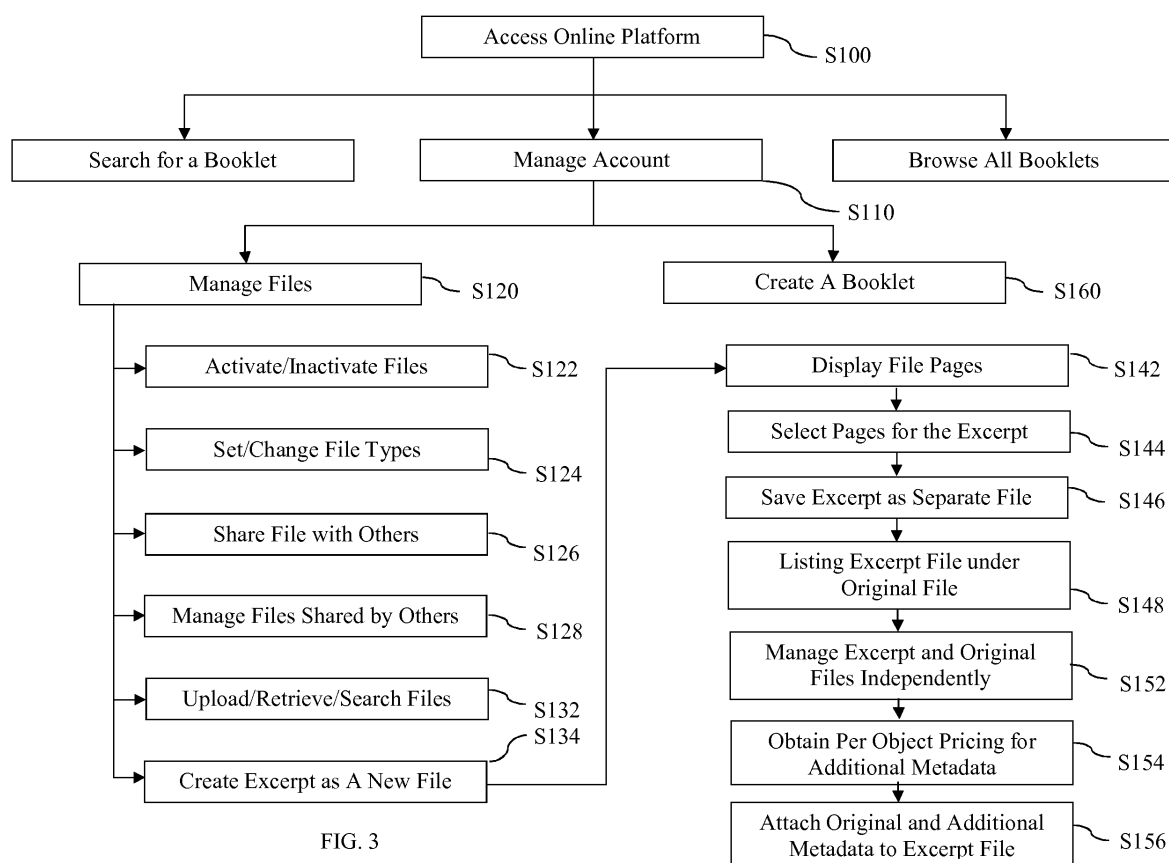 Access Online Platform
S100
Search for a Booklet
Manage Account
Browse All Booklets
S110
Manage Files
S120
Create A Booklet
S160
Activate/Inactivate Files
S122
Set/Change File Types
S124
Share File with Others
S126
Manage Files Shared by Others
S128
Upload/Retrieve/Search Files
S132
S134
Create Excerpt as A New File
Display File Pages
S142
Select Pages for the Excerpt
S144
Save Excerpt as Separate File
S146
Listing Excerpt File under
Original File
S148
Manage Excerpt and Original
Files Independently
S152
Obtain Per Object Pricing for
Additional Metadata
S154
Attach Original and Additional
Metadata to Excerpt File
S156
FIG. 3